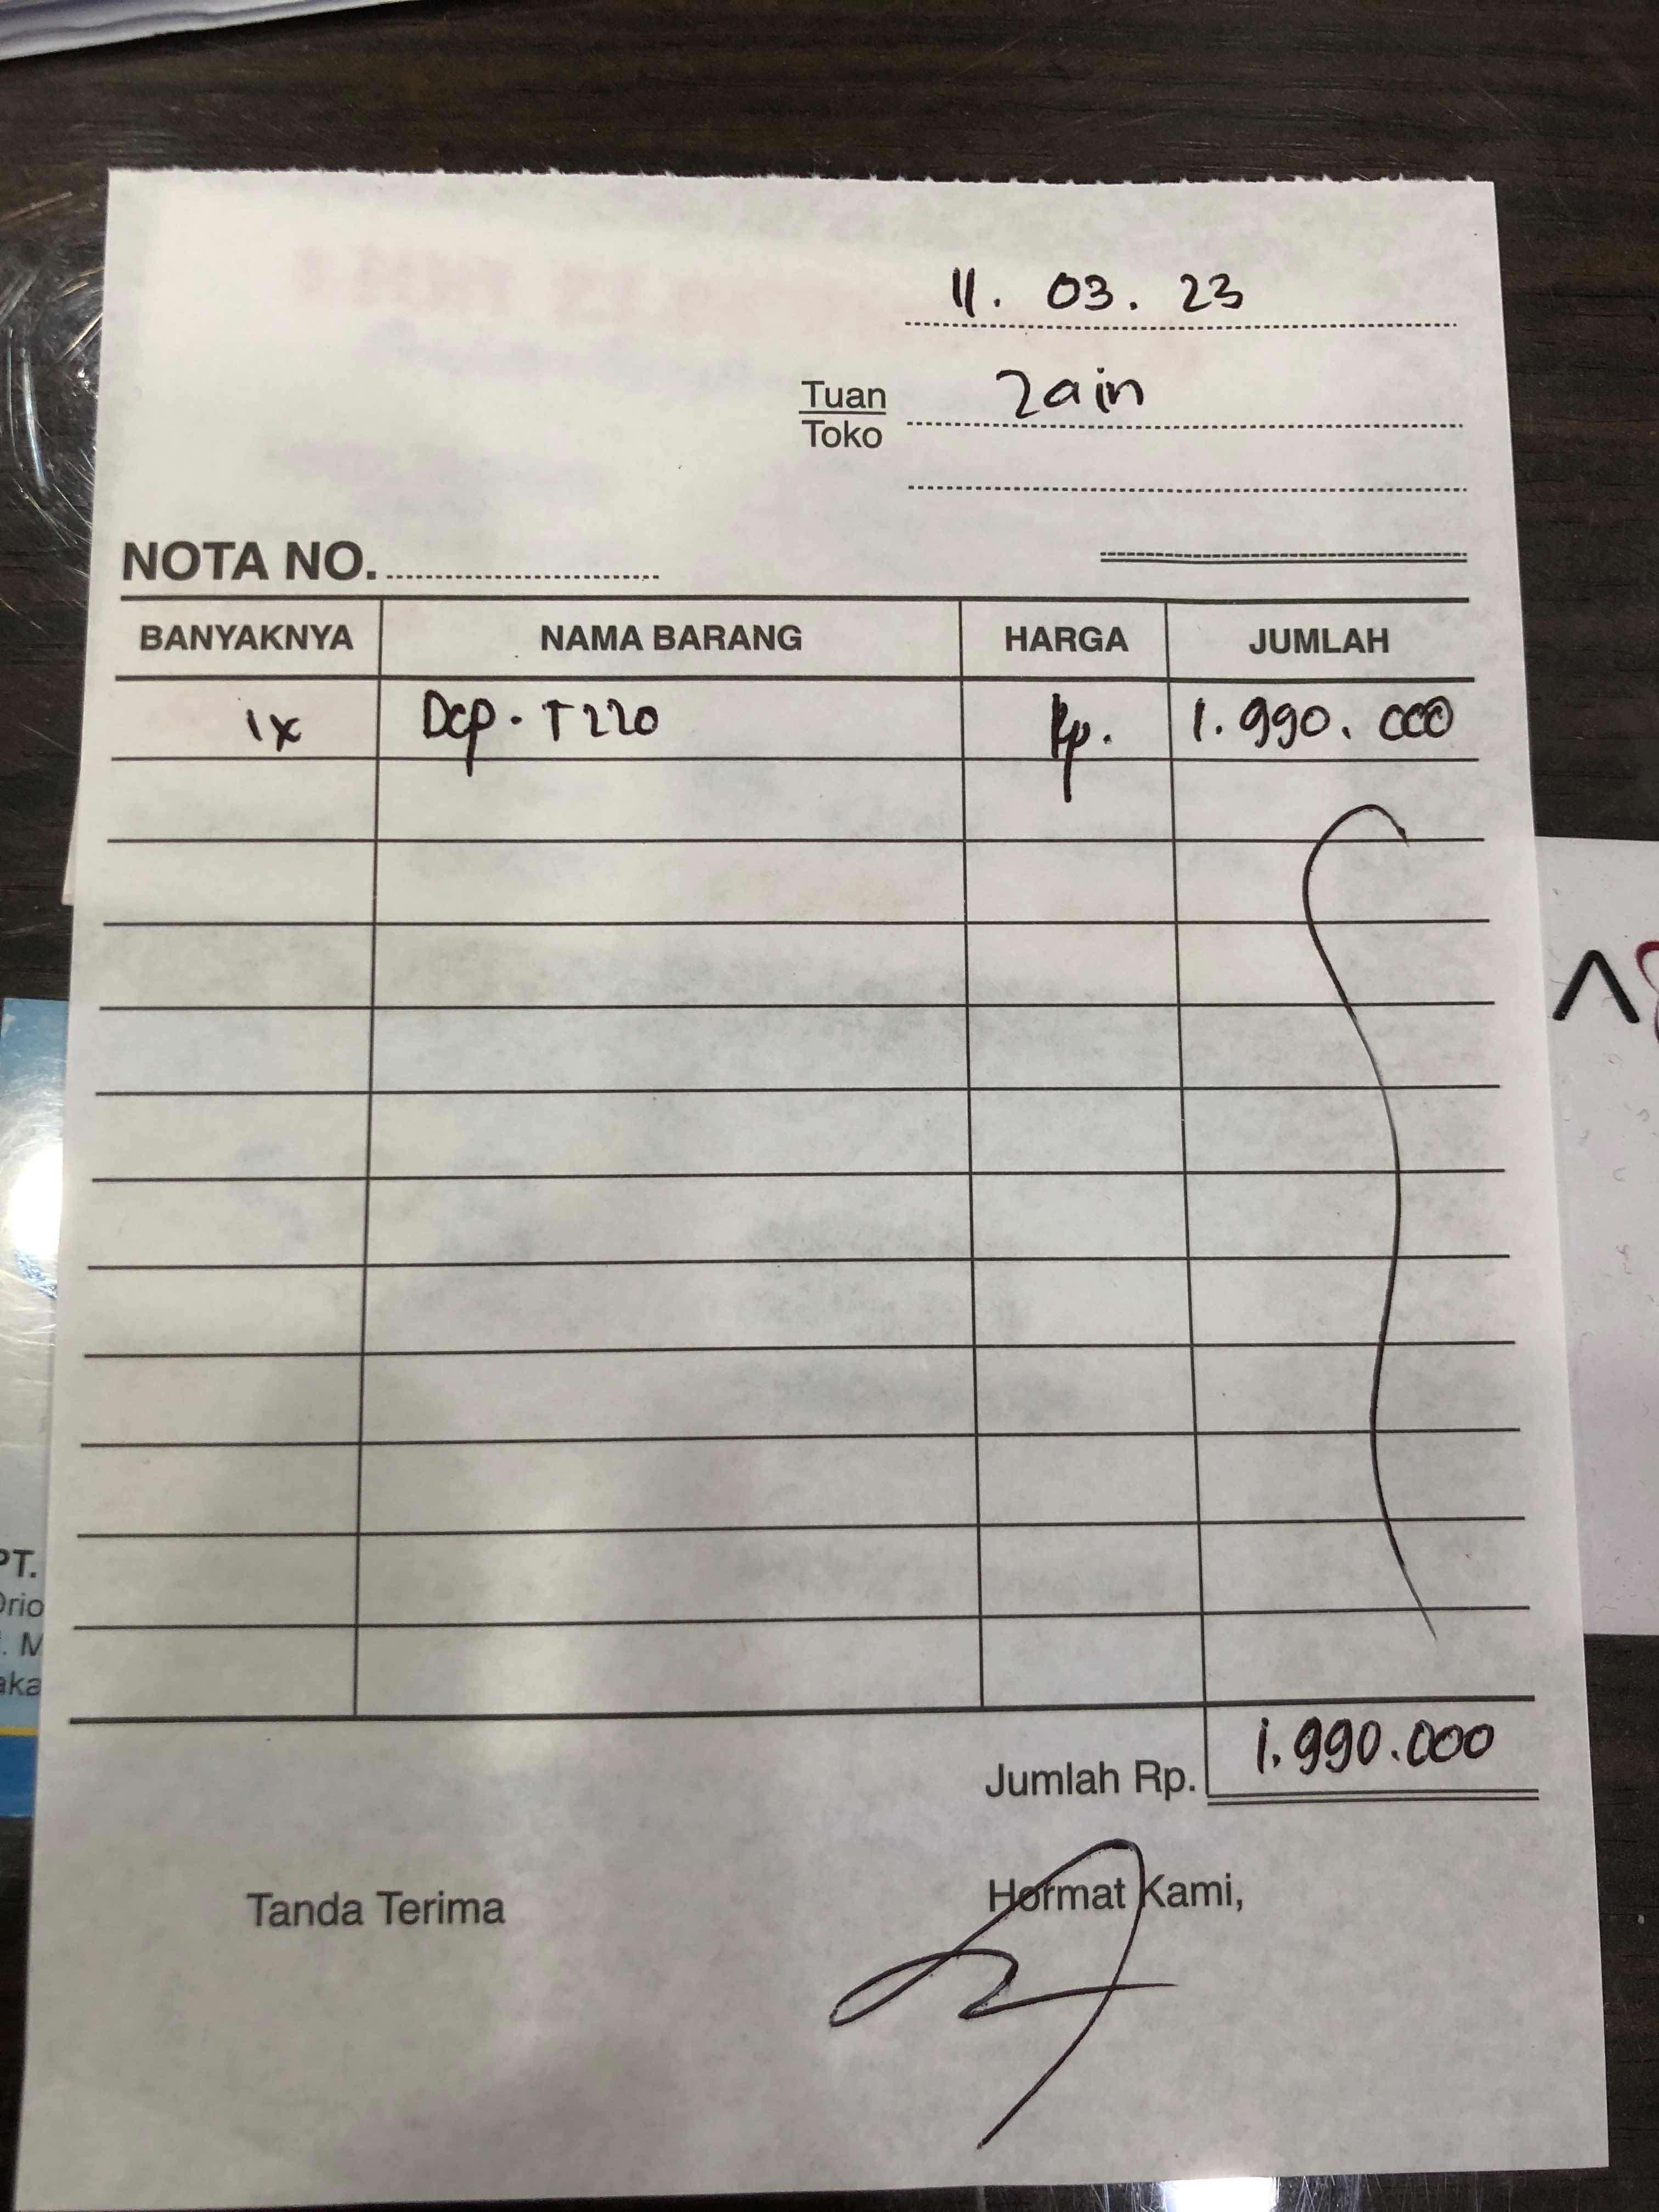 11. 03. 23
Tuan Zain
Toko
NOTA NO.
BANYAKNYA NAMA BARANG HARGA JUMLAH
1x Dcp. T220 Rp. 1.990.000
Jumlah Rp. 1.990.000
Tanda Terima Hormat Kami,
PT.